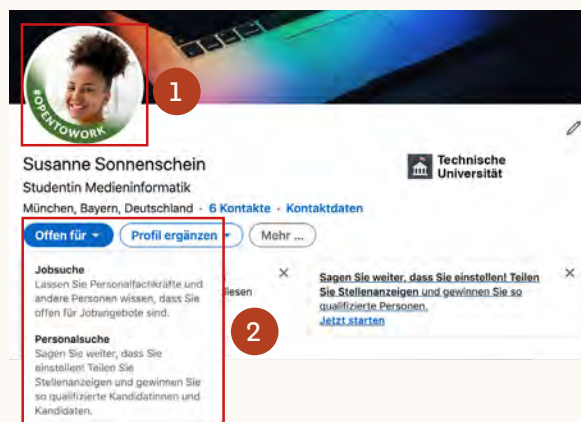 #OPENTOWORK
1
Susanne Sonnenschein
Technische
Universität
Studentin Medieninformatik
München, Bayern, Deutschland · 6 Kontakte · Kontaktdaten
Offen für
Profil ergänzen
Mehr ...
Jobsuche
Lassen Sie Personalfachkräfte und
andere Personen wissen, dass Sie
offen für Jobangebote sind.
Personalsuche
Sagen Sie weiter, dass Sie
einstellen! Teilen Sie
Stellenanzeigen und gewinnen Sie
so qualifizierte Kandidatinnen und
Kandidaten.
iesen
2
Sagen Sie weiter, dass Sie einstellen! Teilen
Sie Stellenanzeigen und gewinnen Sie so
qualifizierte Personen.
Jetzt starten